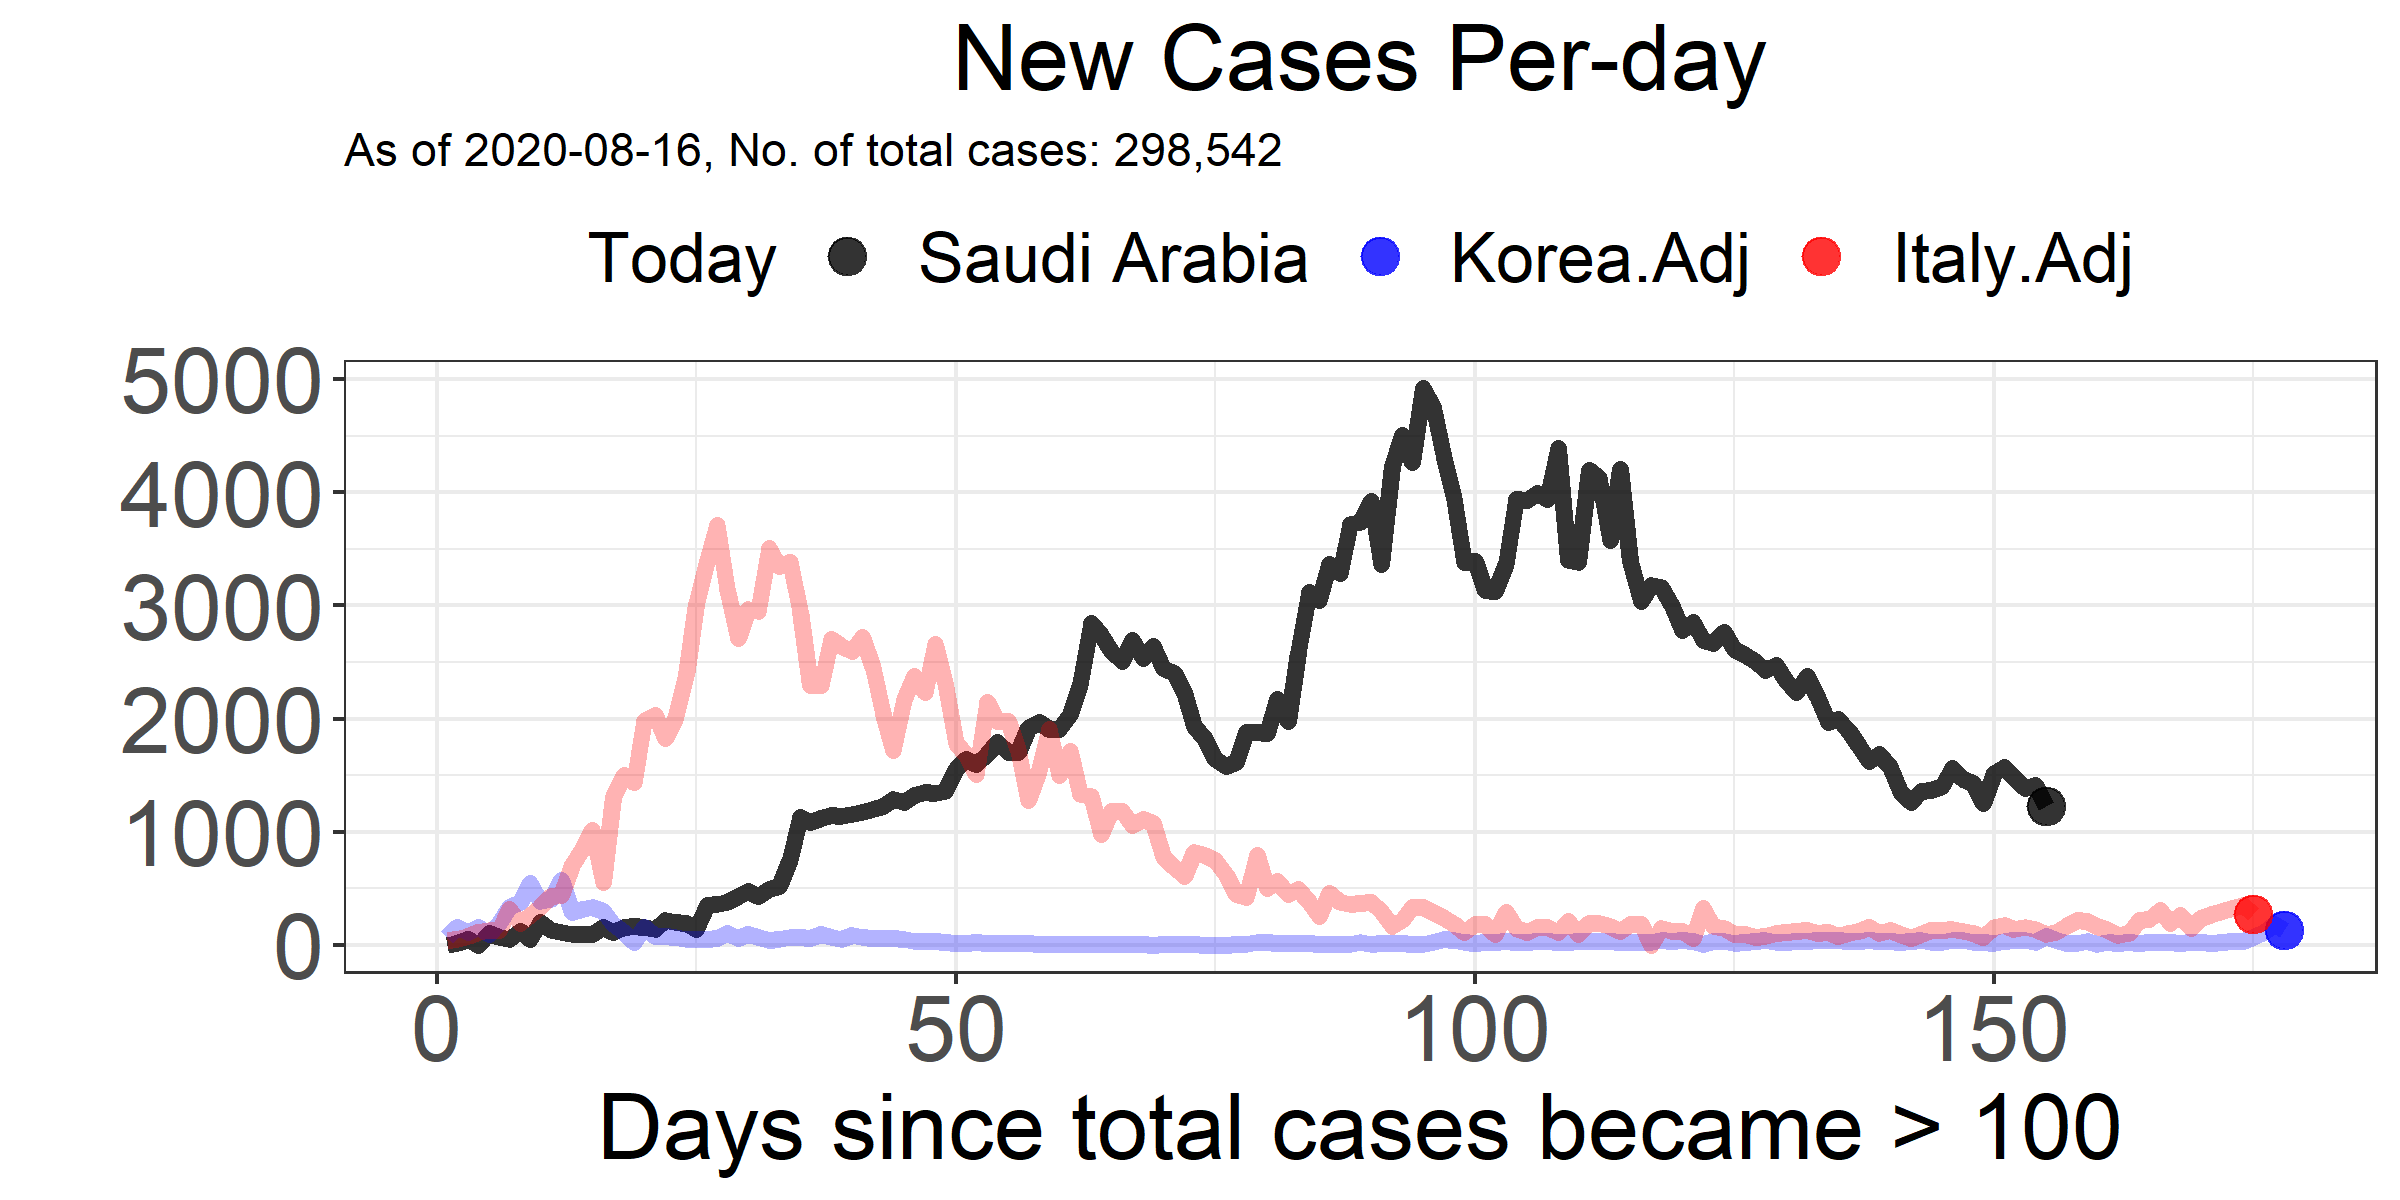 New Cases Per-day
As of 2020-08-16, No. of total cases: 298,542
Today Saudi Arabia Korea.Adj Italy.Adj
5000
4000
3000
2000
1000
0
0 50 100 150
Days since total cases became > 100